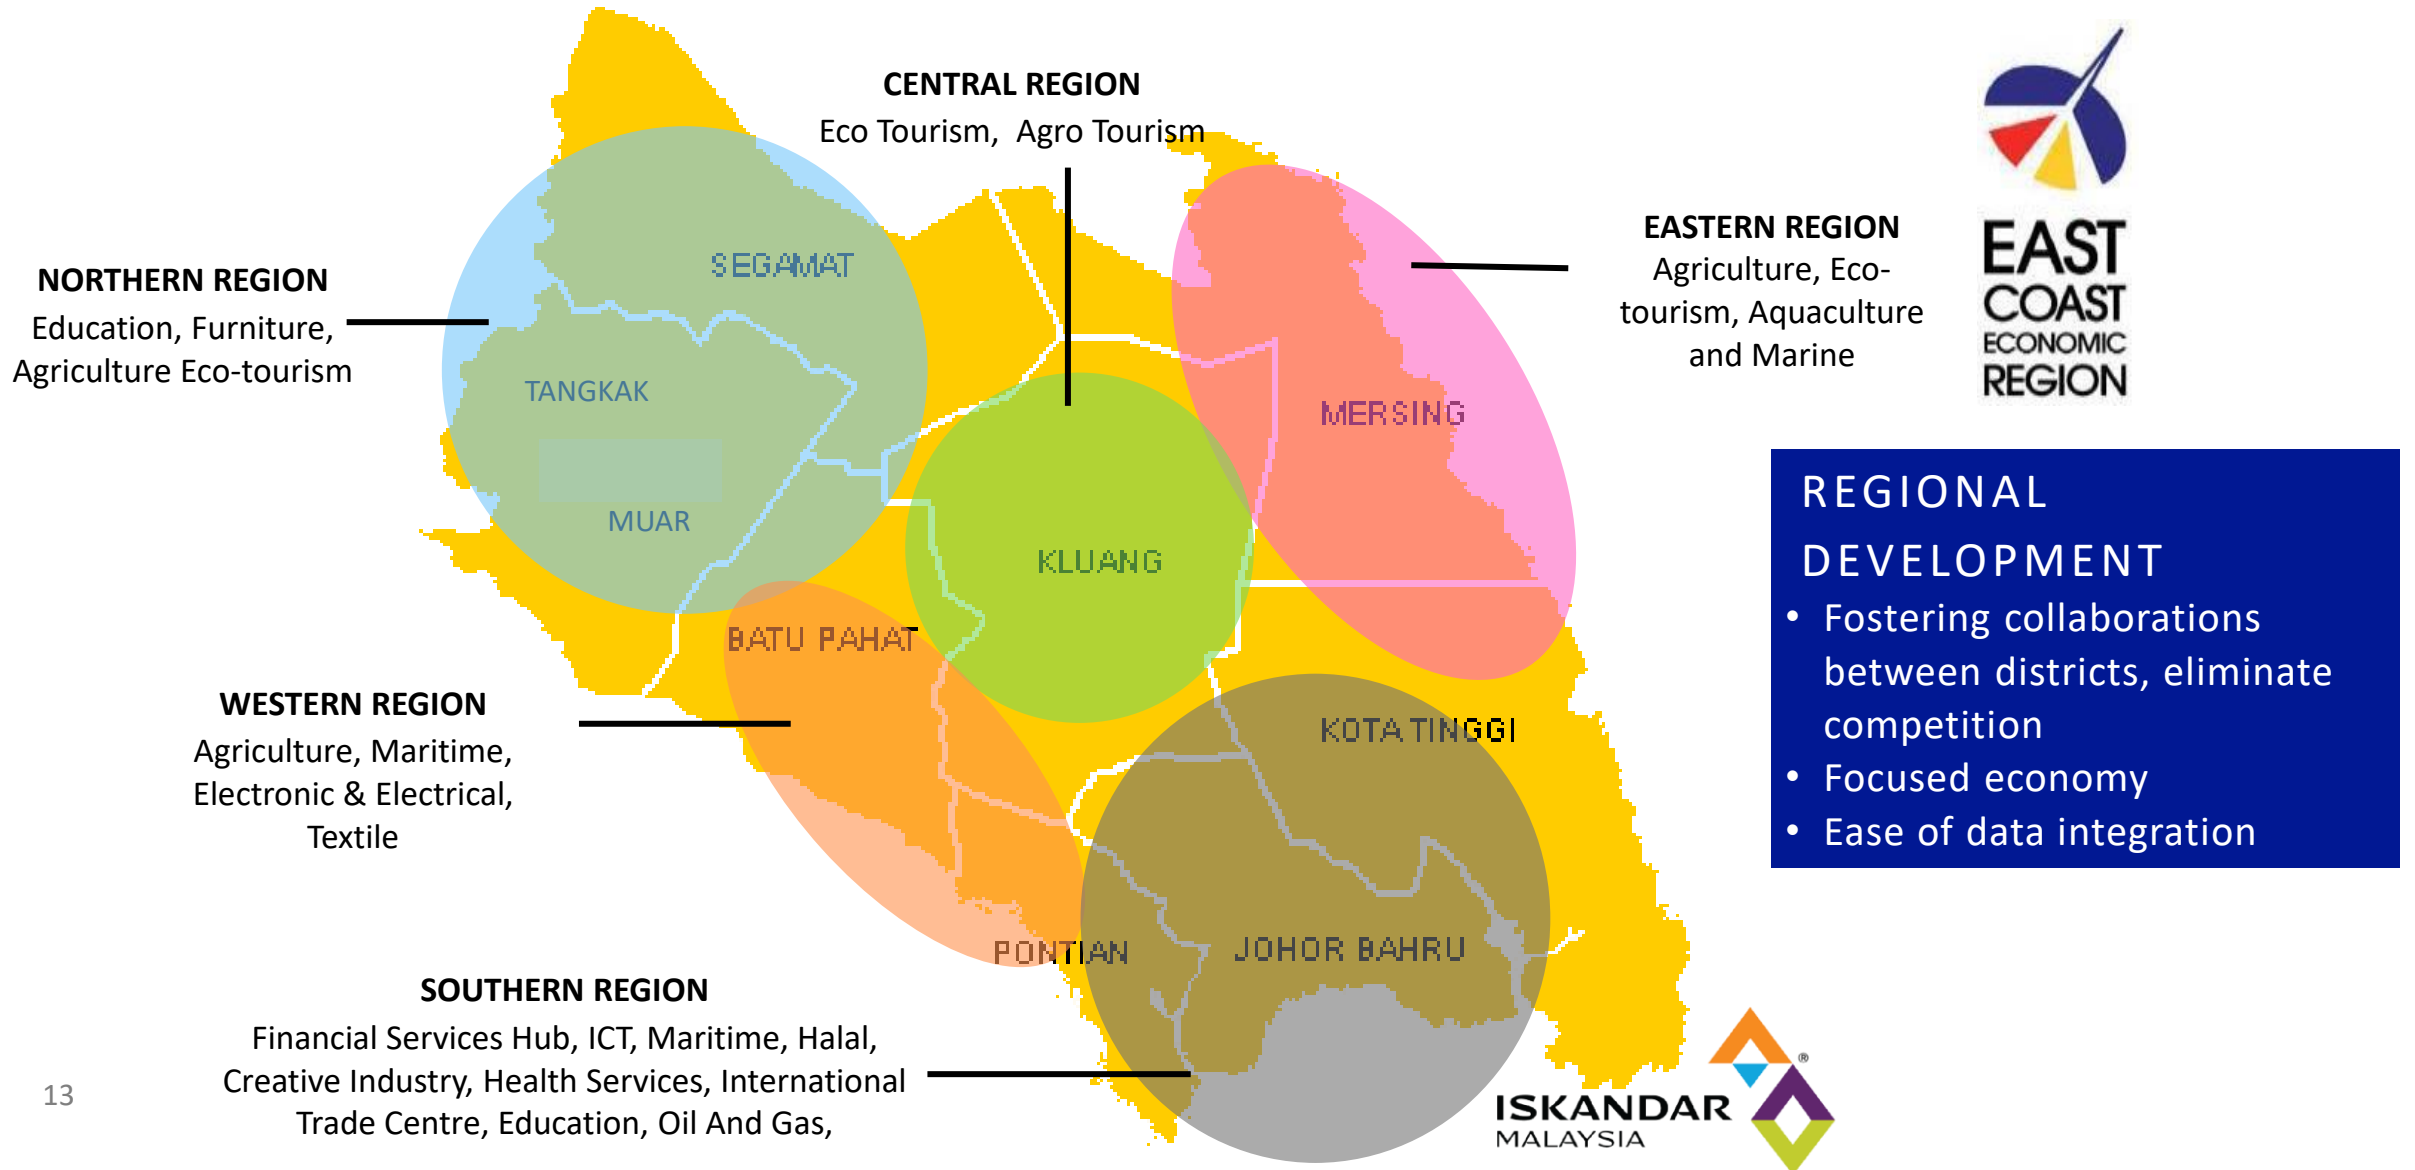 CENTRAL REGION
Eco Tourism,  Agro Tourism
NORTHERN REGION
Education, Furniture,
Agriculture Eco-tourism
EASTERN REGION
Agriculture, Eco-
tourism, Aquaculture
and Marine
EAST
COAST
ECONOMIC
REGION
SEGAMAT
TANGKAK
MUAR
MERSING
KLUANG
BATU PAHAT
KOTA TINGGI
PONTIAN
JOHOR BAHRU
REGIONAL
DEVELOPMENT
• Fostering collaborations
between districts, eliminate
competition
• Focused economy
• Ease of data integration
WESTERN REGION
Agriculture, Maritime,
Electronic & Electrical,
Textile
SOUTHERN REGION
Financial Services Hub, ICT, Maritime, Halal,
Creative Industry, Health Services, International
Trade Centre, Education, Oil And Gas,
ISKANDAR
MALAYSIA
®
13